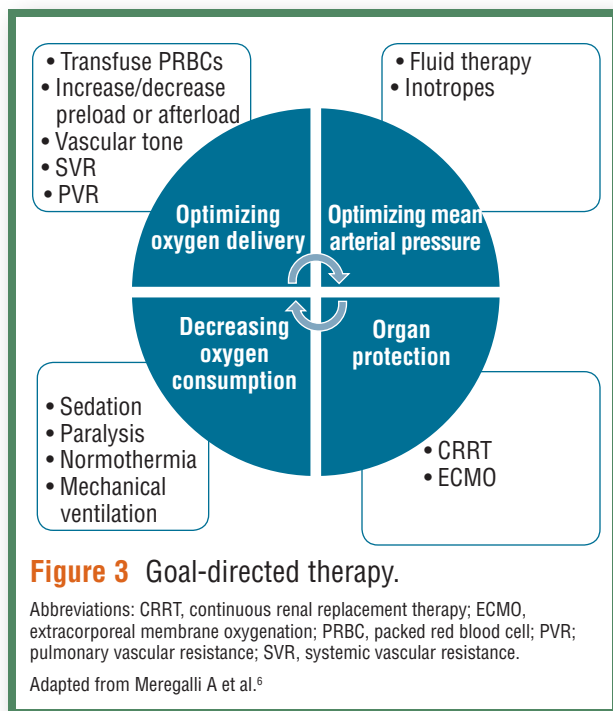 • Transfuse PRBCs
• Increase/decrease
preload or afterload
• Vascular tone
• SVR
• PVR
• Fluid therapy
• Inotropes
Optimizing
oxygen delivery
Optimizing mean
arterial pressure
Decreasing
oxygen
consumption
Organ
protection
• Sedation
• Paralysis
• Normothermia
• Mechanical
ventilation
• CRRT
• ECMO
Figure 3 Goal-directed therapy.
Abbreviations: CRRT, continuous renal replacement therapy; ECMO,
extracorporeal membrane oxygenation; PRBC, packed red blood cell; PVR;
pulmonary vascular resistance; SVR, systemic vascular resistance.
Adapted from Meregalli A et al.⁶